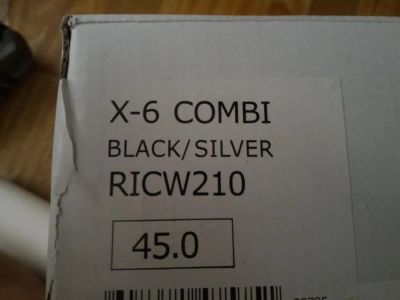 X-6 COMBI
BLACK/SILVER
RICW210
45.0